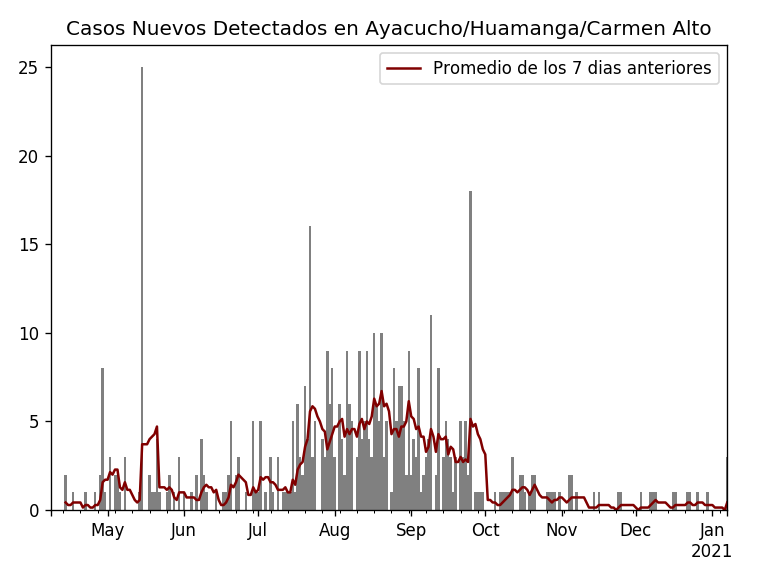 Casos Nuevos Detectados en Ayacucho/Huamanga/Carmen Alto
Promedio de los 7 dias anteriores
25
20
15
10
5
0
May Jun Jul Aug Sep Oct Nov Dec Jan
2021